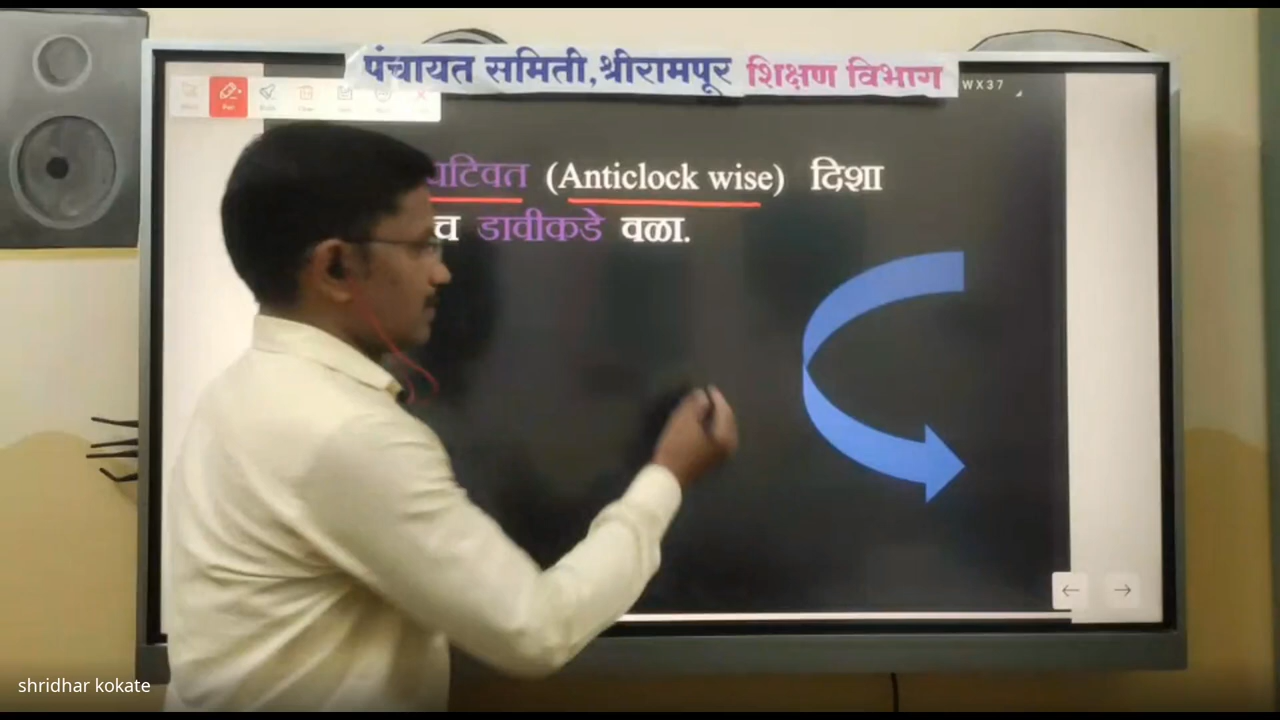 पंचायत समिती,श्रीरामपूर शिक्षण विभाग
WX37
(Anticlock wise) दिशा
च डावीकडे वळा.
shridhar kokate